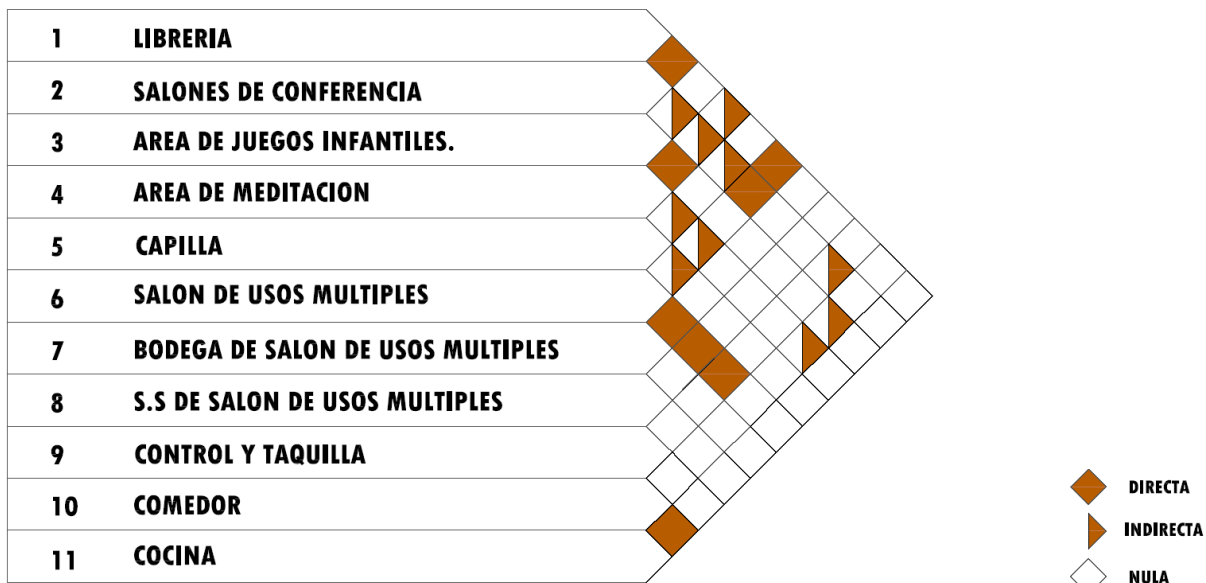 1 LIBRERIA
2 SALONES DE CONFERENCIA
3 AREA DE JUEGOS INFANTILES.
4 AREA DE MEDITACION
5 CAPILLA
6 SALON DE USOS MULTIPLES
7 BODEGA DE SALON DE USOS MULTIPLES
8 S.S DE SALON DE USOS MULTIPLES
9 CONTROL Y TAQUILLA
10 COMEDOR
11 COCINA
DIRECTA
INDIRECTA
NULA